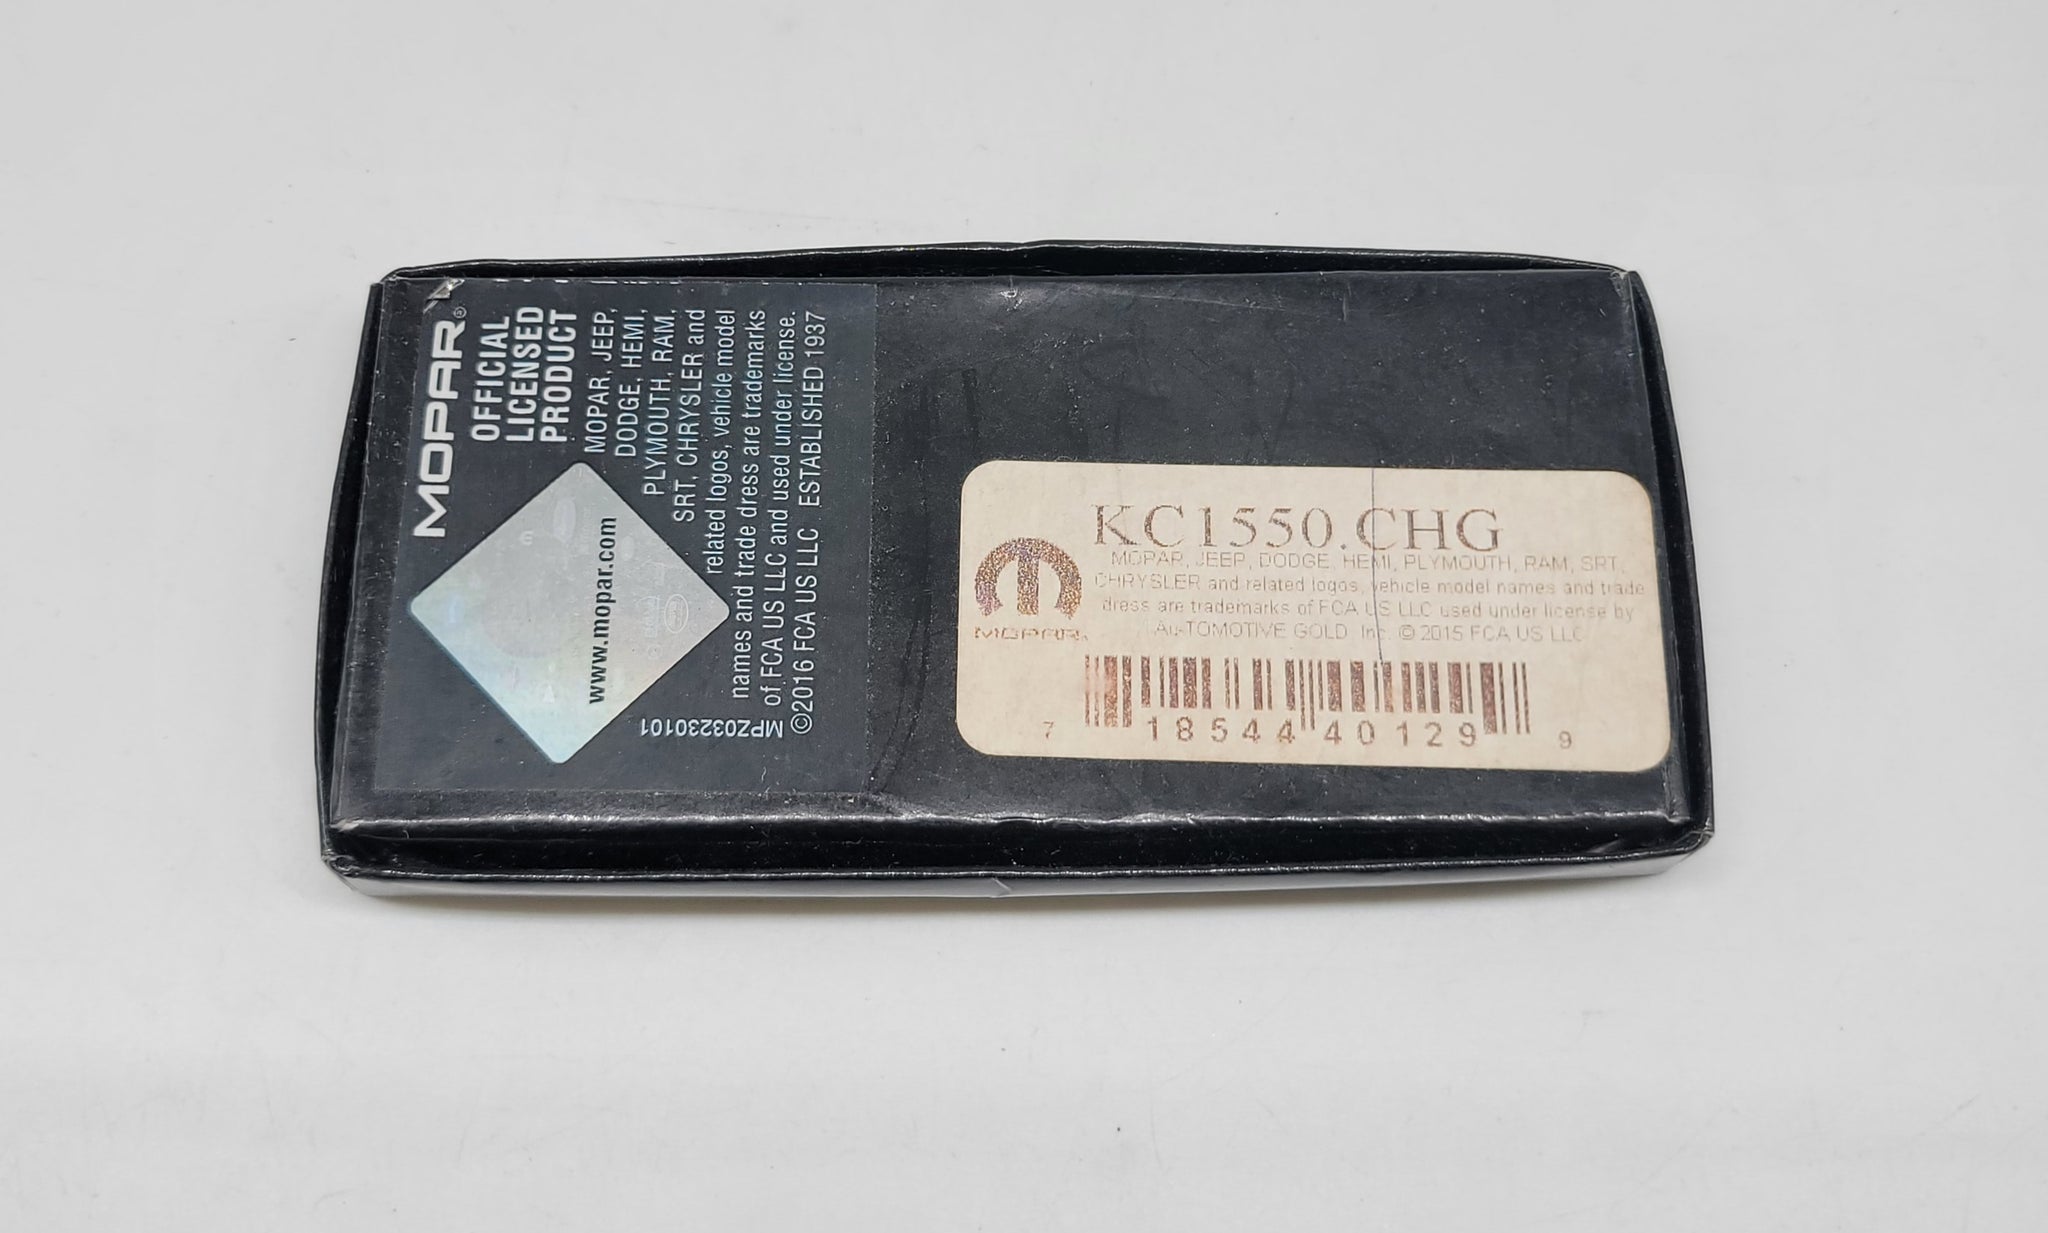 MOPAR®
OFFICIAL
LICENSED
PRODUCT
MOPAR, JEEP,
DODGE, HEMI,
PLYMOUTH, RAM,
SRT, CHRYSLER and
related logos, vehicle model
names and trade dress are trademarks
of FCA US LLC and used under license.
©2016 FCA US LLC ESTABLISHED 1937
www.mopar.com
MPZ03230101
KC1550.CHG
MOPAR, JEEP, DODGE, HEMI, PLYMOUTH, RAM, SRT,
CHRYSLER and related logos, vehicle model names and trade
dress are trademarks of FCA US LLC used under license by
Au-TOMOTIVE GOLD, Inc. © 2015 FCA US LLC
MOPAR.
7 18544 40129 9